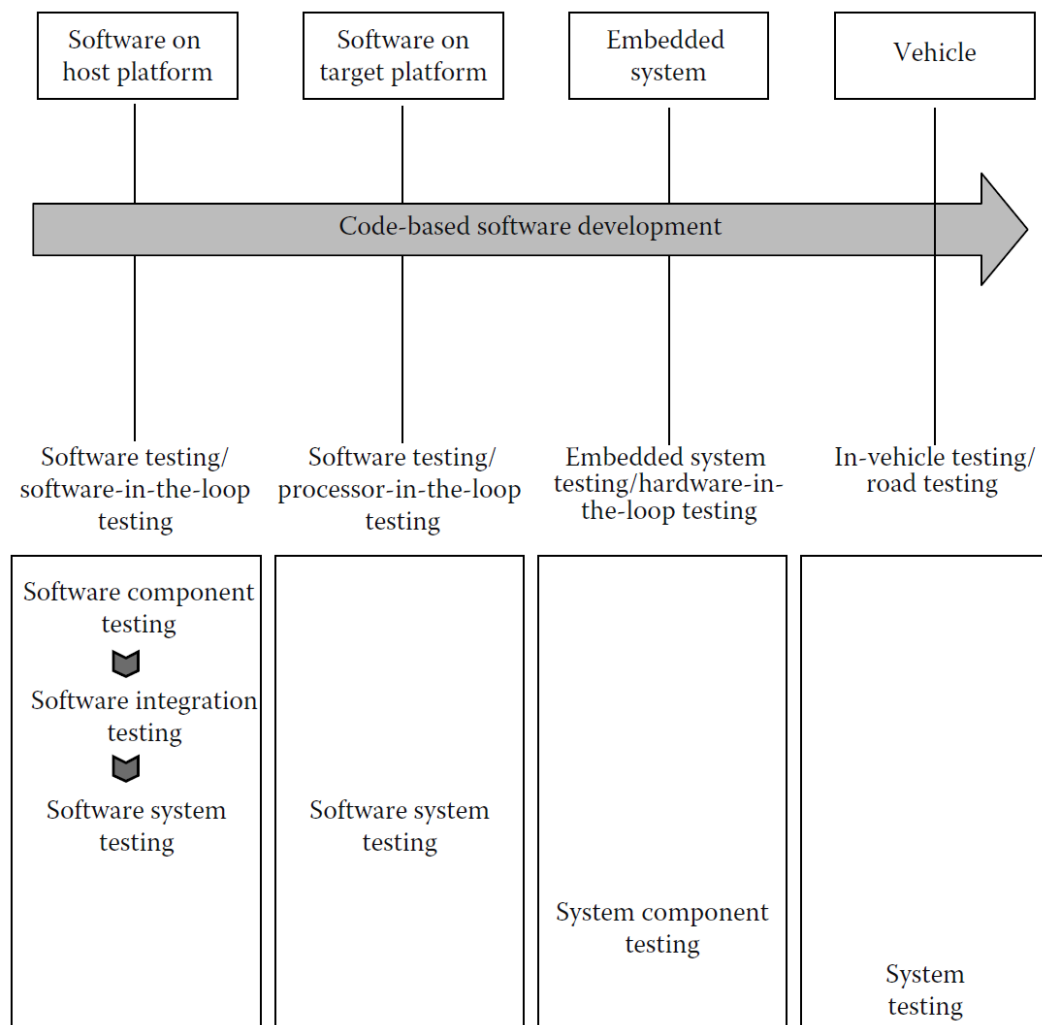 Software on
host platform
Software on
target platform
Embedded
system
Vehicle
Code-based software development
Software testing/
software-in-the-loop
testing
Software testing/
processor-in-the-loop
testing
Embedded system
testing/hardware-in-
the-loop testing
In-vehicle testing/
road testing
Software component
testing
Software integration
testing
Software system
testing
Software system
testing
System component
testing
System
testing